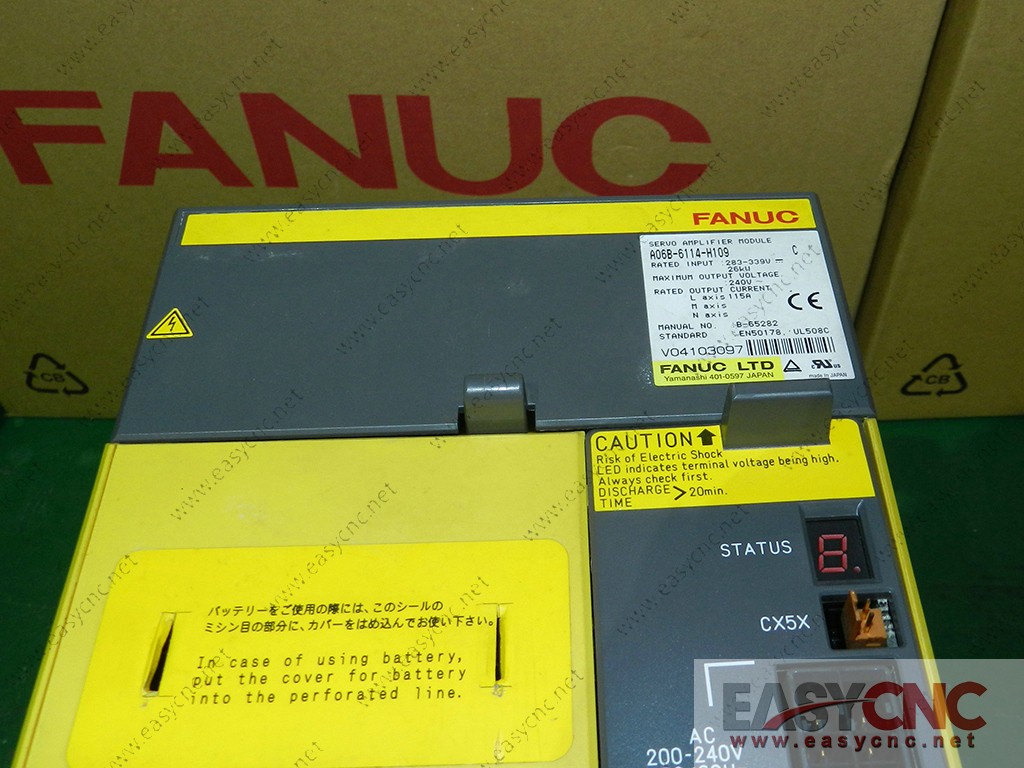 FANUC
FANUC
SERVO AMPLIFIER MODULE
A06B-6114-H109 C
RATED INPUT 283-339V
26kW
MAXIMUM OUTPUT VOLTAGE
240V~
RATED OUTPUT CURRENT
L axis 115A
M axis
N axis
CE
MANUAL NO. B-65282
STANDARD EN50178, UL508C
V04103097
FANUC LTD
Yamanashi 401-0597 JAPAN
made in JAPAN
CB
CB
CAUTION
Risk of Electric Shock
LED indicates terminal voltage being high.
Always check first.
DISCHARGE TIME > 20min.
STATUS 8.
CX5X
バッテリーをご使用の際には、このシールの
ミシン目の部分に、カバーをはめ込んでお使い下さい。
In case of using battery,
put the cover for battery
into the perforated line.
AC
200-240V
EASYCNC
www.easycnc.net